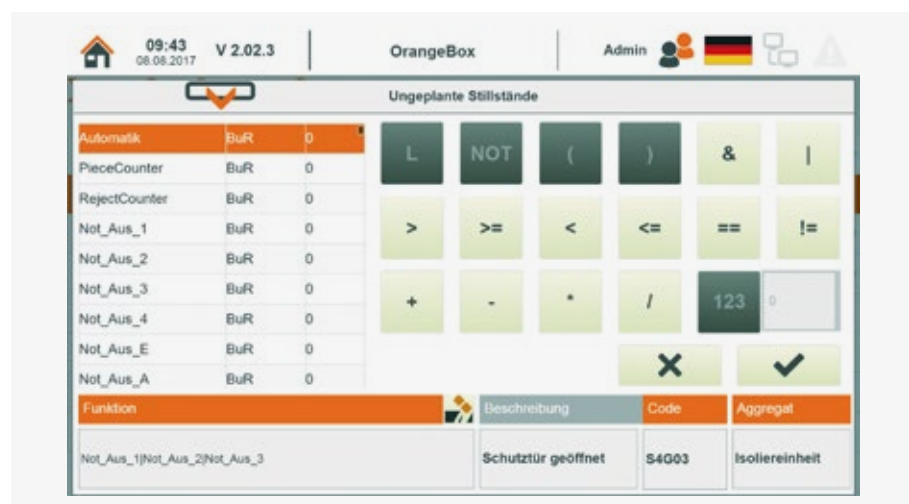 09:43 V 2.02.3 OrangeBox Admin
08.08.2017
Ungeplante Stillstände
Automatik BuR 0
PieceCounter BuR 0
RejectCounter BuR 0
Not_Aus_1 BuR 0
Not_Aus_2 BuR 0
Not_Aus_3 BuR 0
Not_Aus_4 BuR 0
Not_Aus_E BuR 0
Not_Aus_A BuR 0
L NOT ( ) & |
> >= < <= == !=
+ - * / 123 0
Funktion Beschreibung Code Aggregat
Not_Aus_1|Not_Aus_2|Not_Aus_3 Schutztür geöffnet S4G03 Isoliereinheit